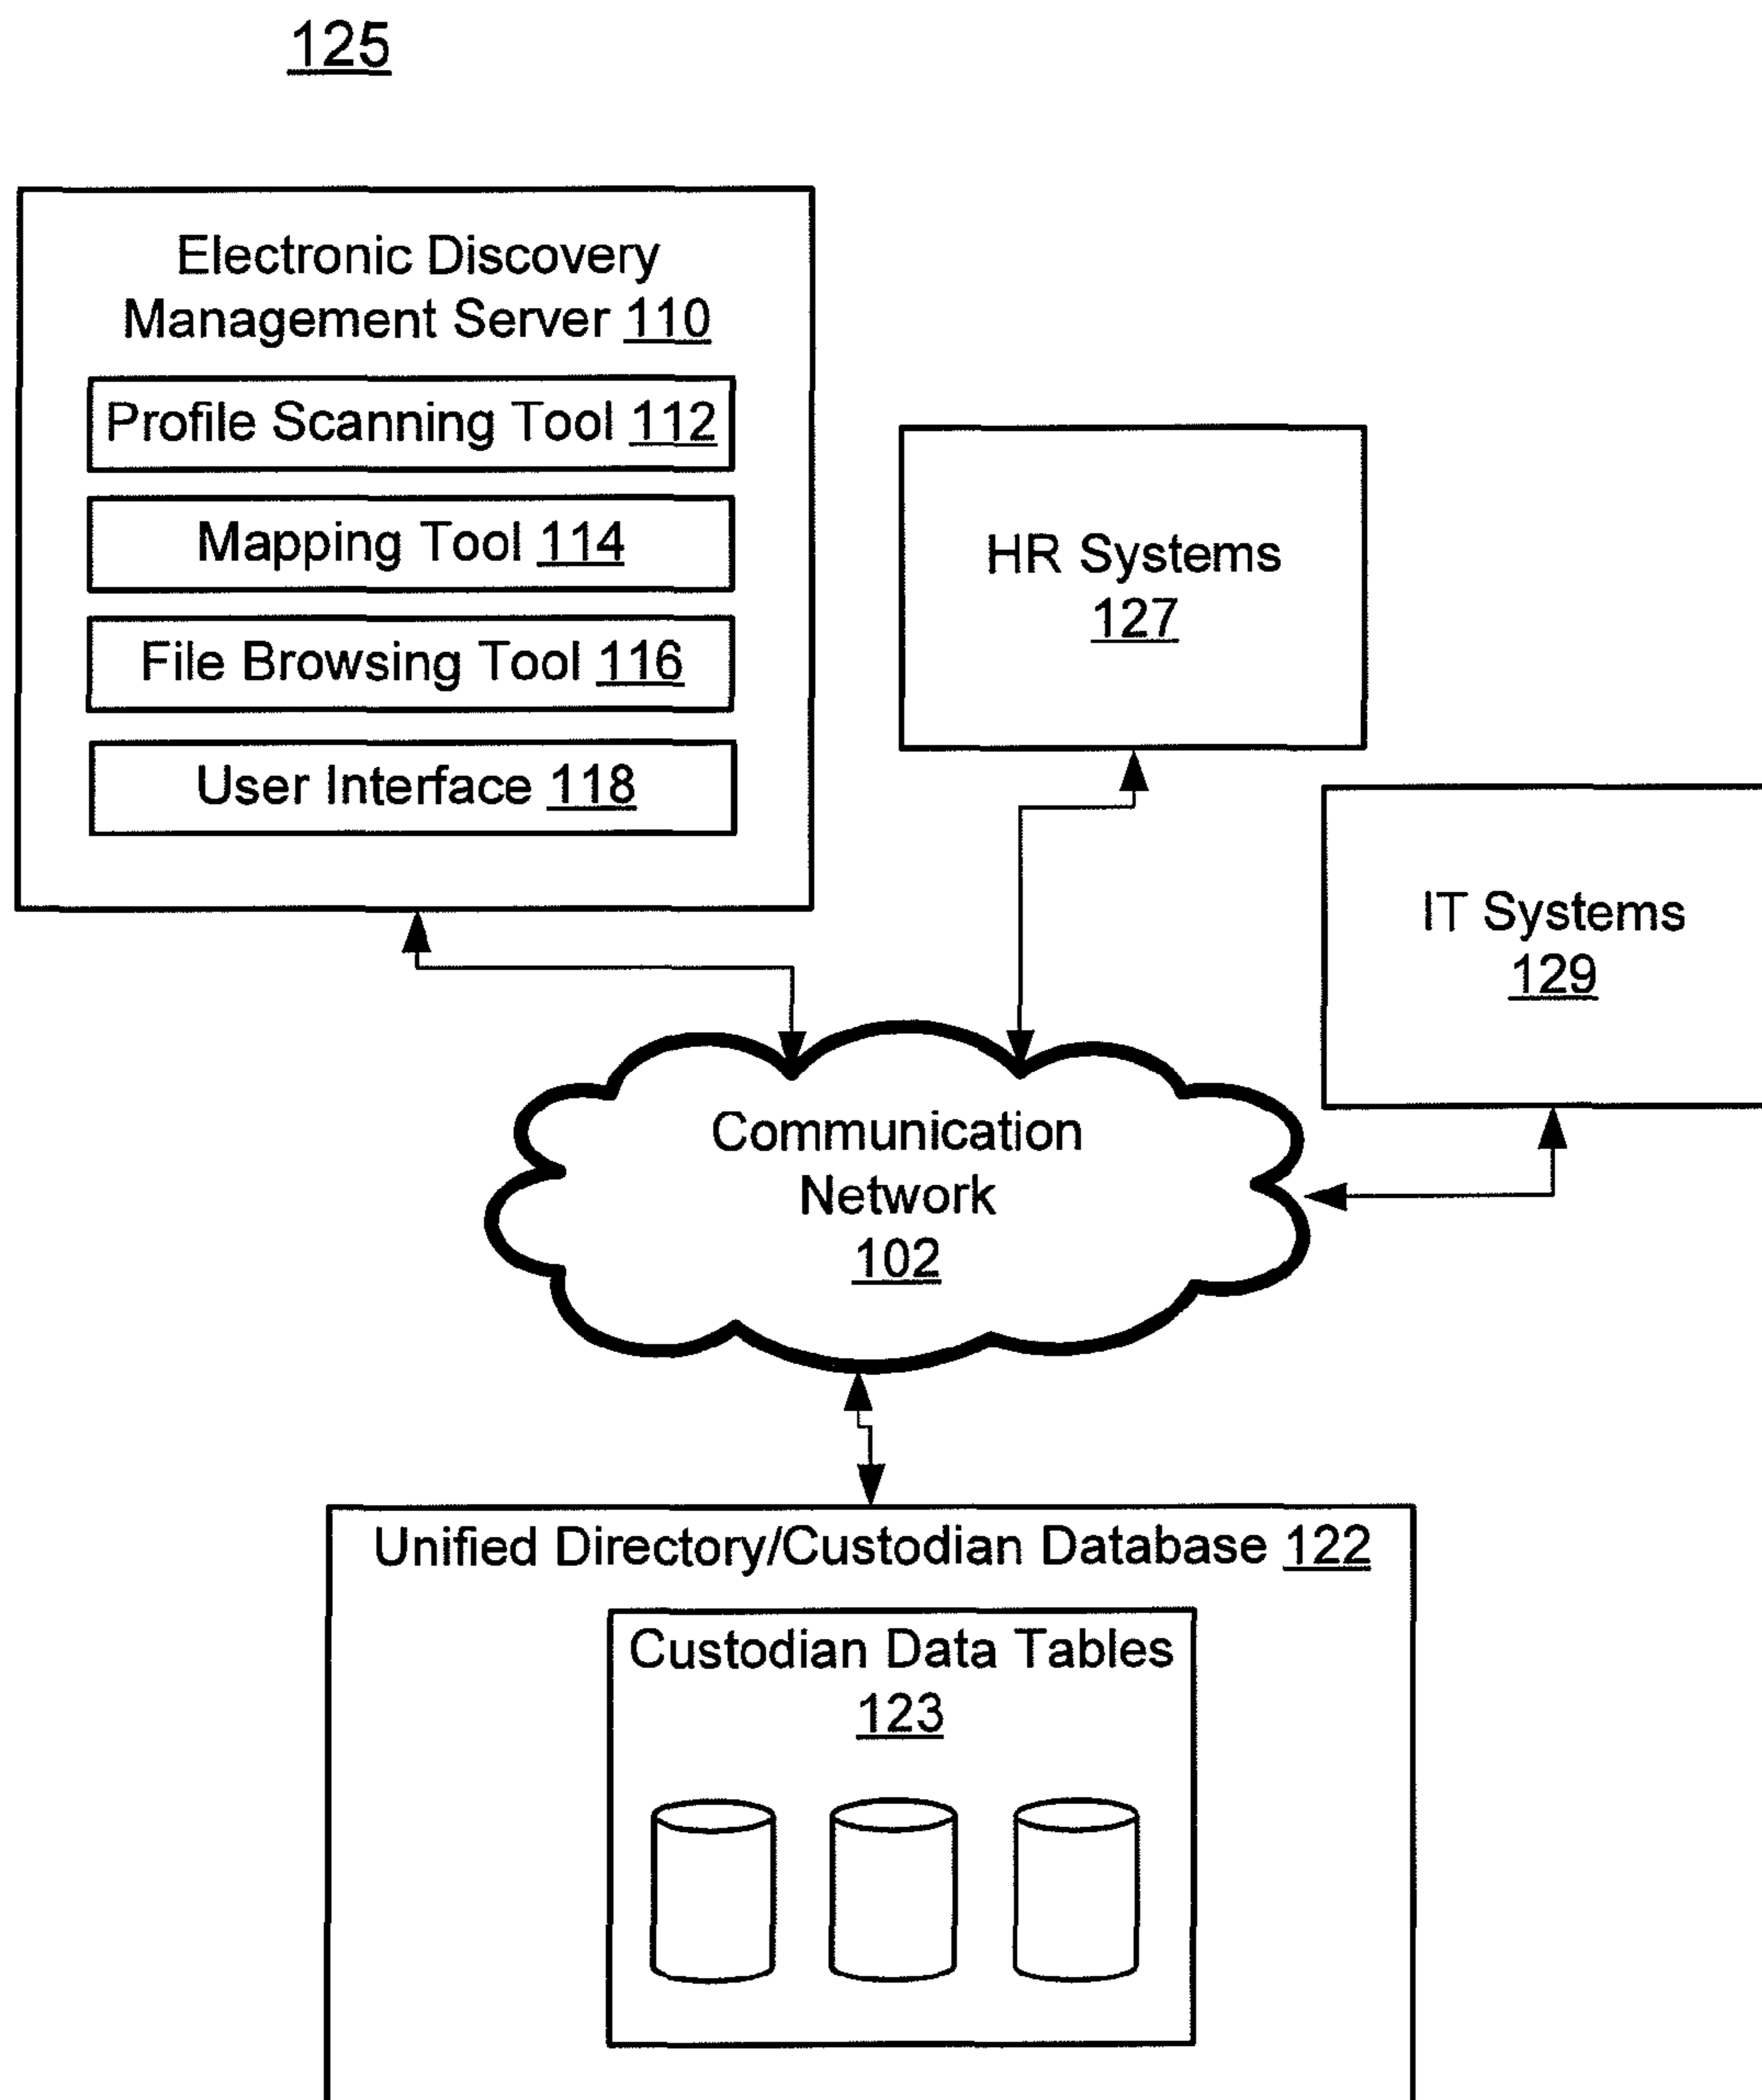 125
Electronic Discovery
Management Server 110
Profile Scanning Tool 112
Mapping Tool 114
File Browsing Tool 116
User Interface 118
HR Systems
127
IT Systems
129
Communication
Network
102
Unified Directory/Custodian Database 122
Custodian Data Tables
123